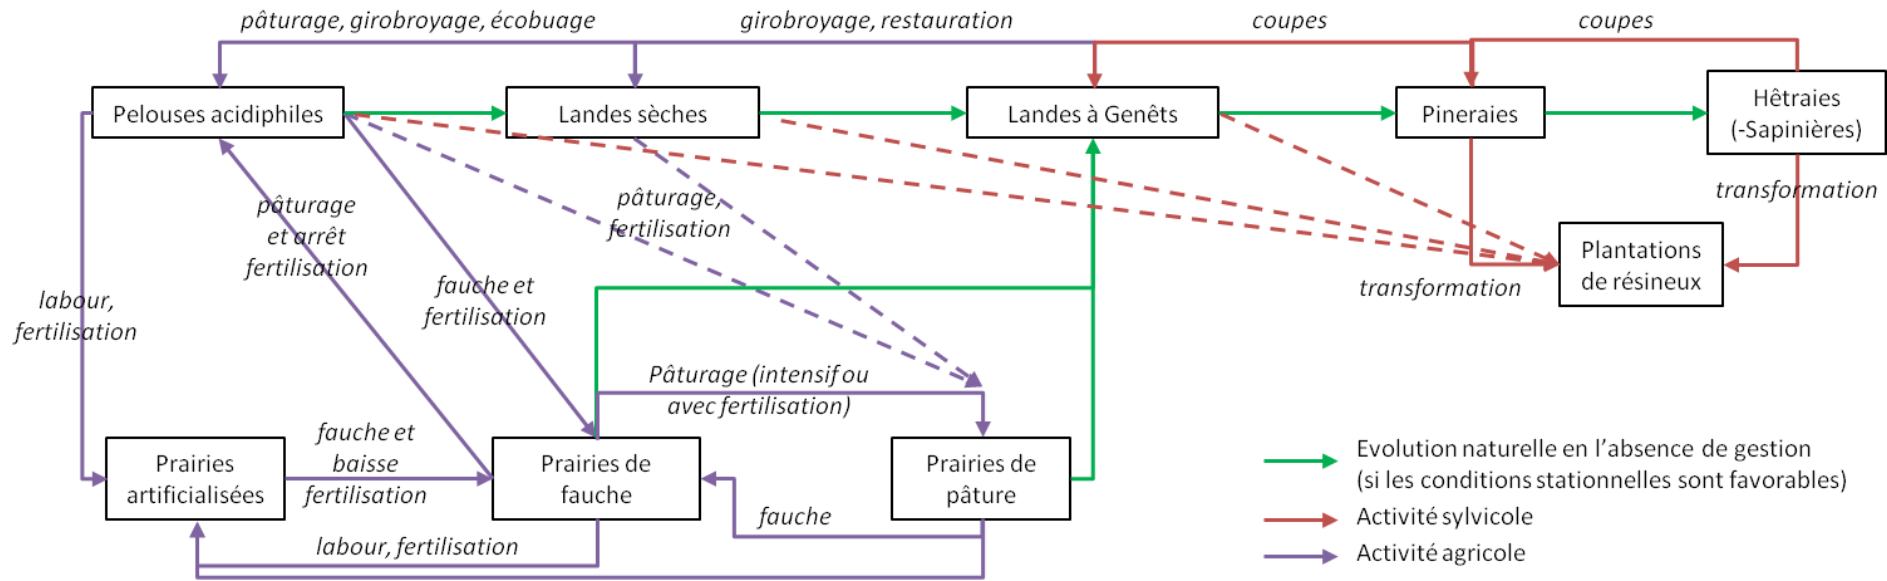 pâturage, girobroyage, écobuage
girobroyage, restauration
coupes
coupes
Pelouses acidiphiles
Landes sèches
Landes à Genêts
Pineraies
Hêtraies
(-Sapinières)
pâturage
et arrêt
fertilisation
pâturage,
fertilisation
transformation
Plantations
de résineux
labour,
fertilisation
fauche et
fertilisation
transformation
Pâturage (intensif ou
avec fertilisation)
Prairies
artificialisées
fauche et
baisse
fertilisation
Prairies de
fauche
Prairies de
pâture
fauche
labour, fertilisation
Evolution naturelle en l’absence de gestion
(si les conditions stationnelles sont favorables)
Activité sylvicole
Activité agricole